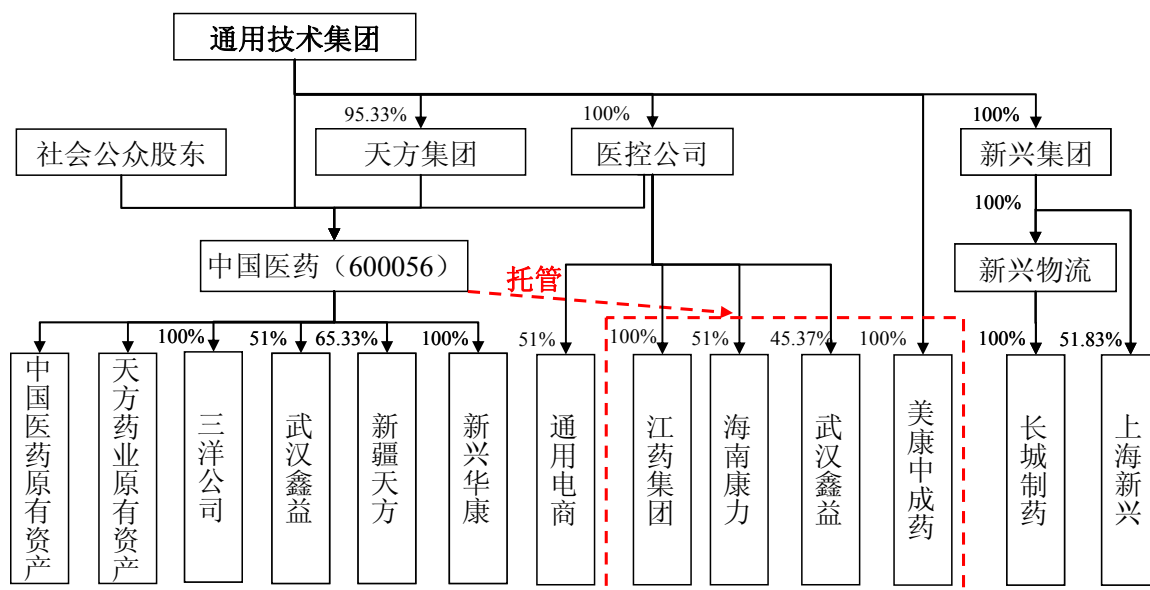 通用技术集团
95.33%
100%
100%
社会公众股东
天方集团
医控公司
新兴集团
100%
中国医药（600056）
托管
新兴物流
100%
51%
65.33%
100%
51%
100%
51%
45.37%
100%
100%
51.83%
中国医药原有资产
天方药业原有资产
三洋公司
武汉鑫益
新疆天方
新兴华康
通用电商
江药集团
海南康力
武汉鑫益
美康中成药
长城制药
上海新兴